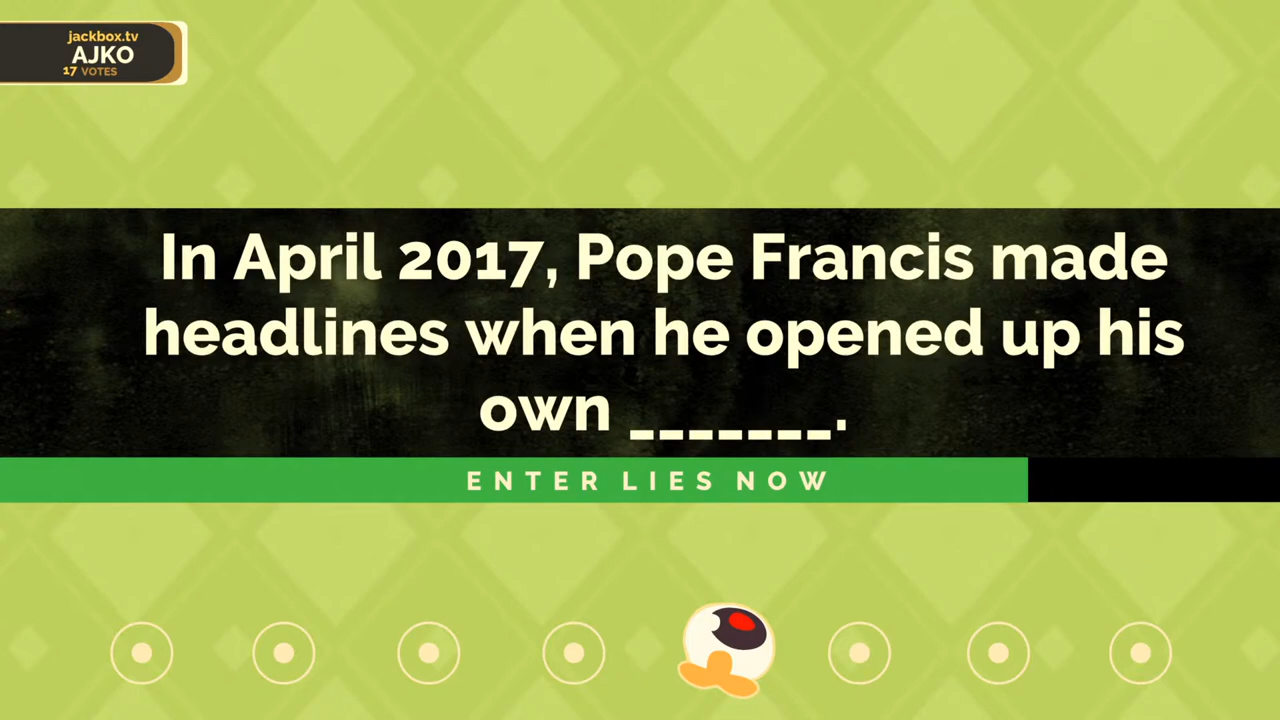 jackbox.tv
AJKO
17 VOTES
In April 2017, Pope Francis made
headlines when he opened up his
own _______.
ENTER LIES NOW